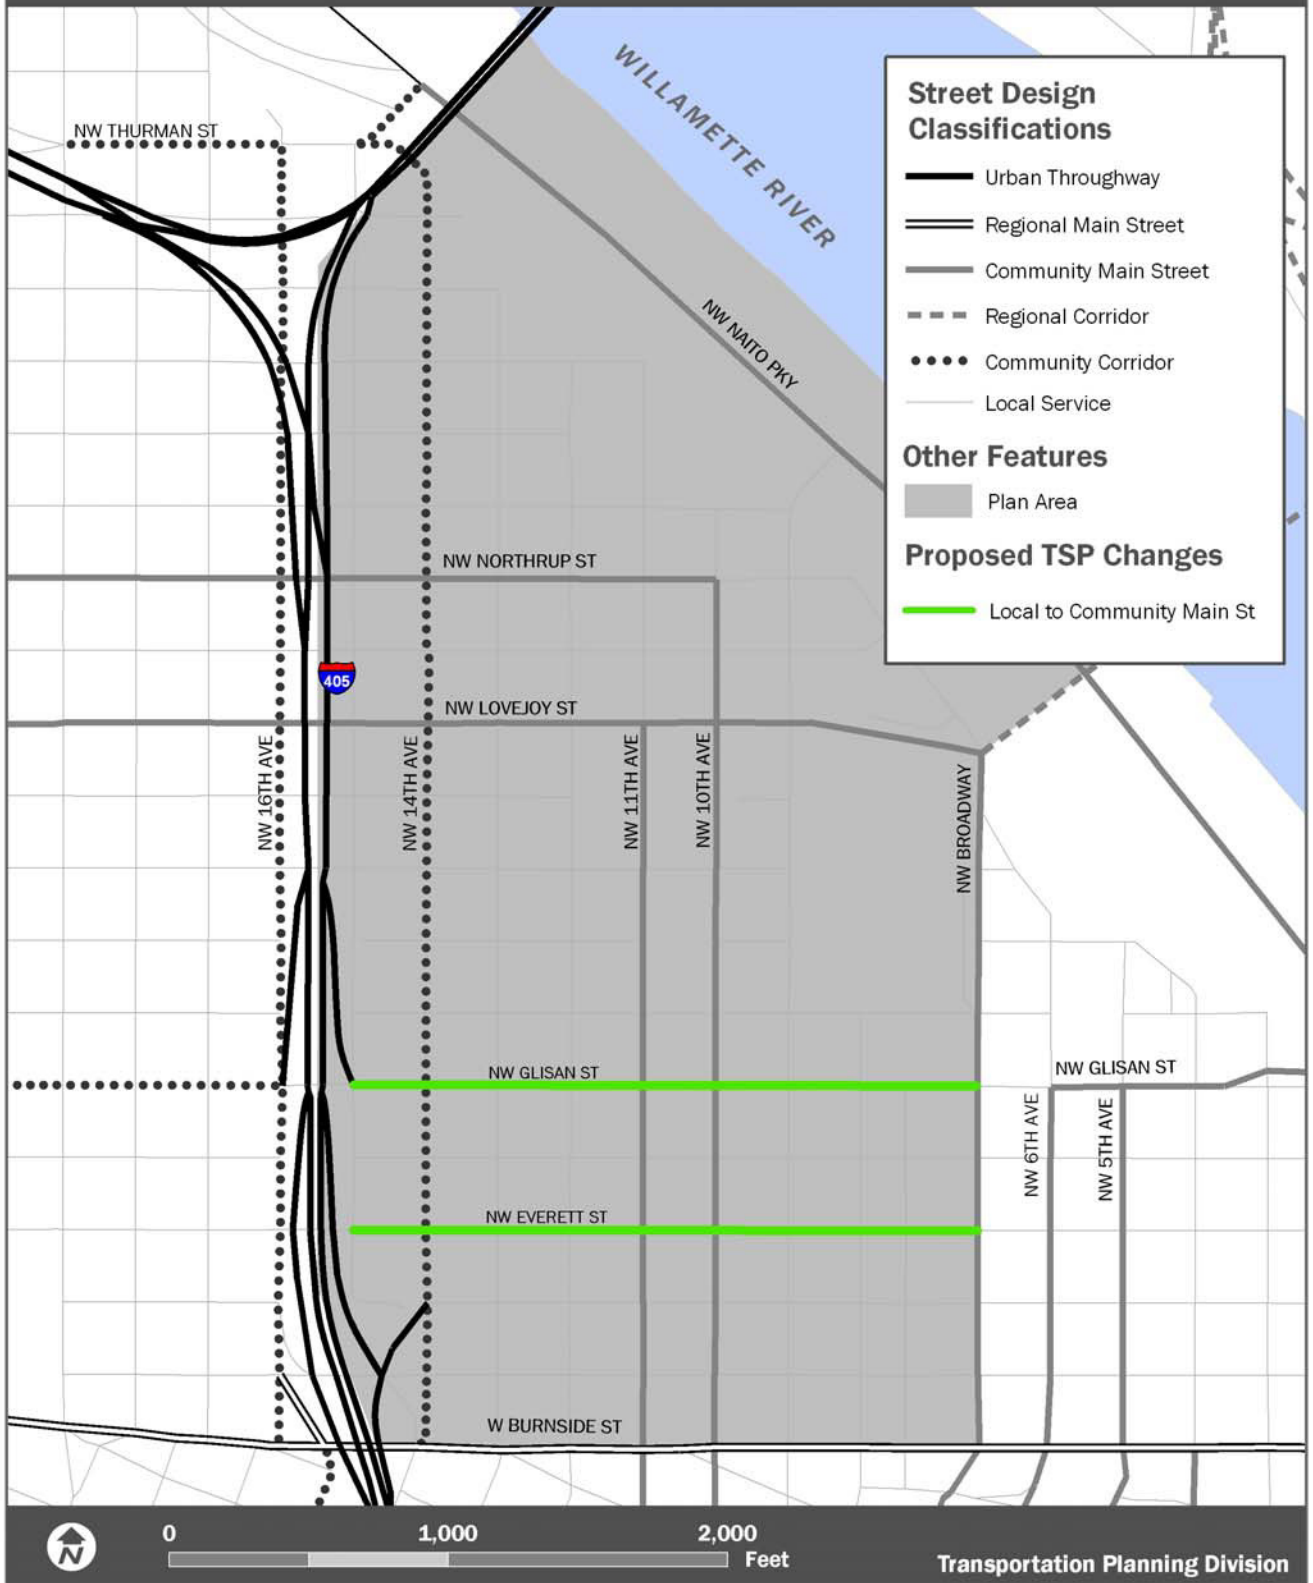 NW THURMAN ST
WILLAMETTE RIVER
NW NAITO PKY
Street Design
Classifications
Urban Throughway
Regional Main Street
Community Main Street
Regional Corridor
Community Corridor
Local Service
Other Features
Plan Area
Proposed TSP Changes
Local to Community Main St
NW NORTHRUP ST
405
NW LOVEJOY ST
NW 16TH AVE
NW 14TH AVE
NW 11TH AVE
NW 10TH AVE
NW BROADWAY
NW GLISAN ST
NW GLISAN ST
NW 6TH AVE
NW 5TH AVE
NW EVERETT ST
W BURNSIDE ST
N
0 1,000 2,000
Feet
Transportation Planning Division